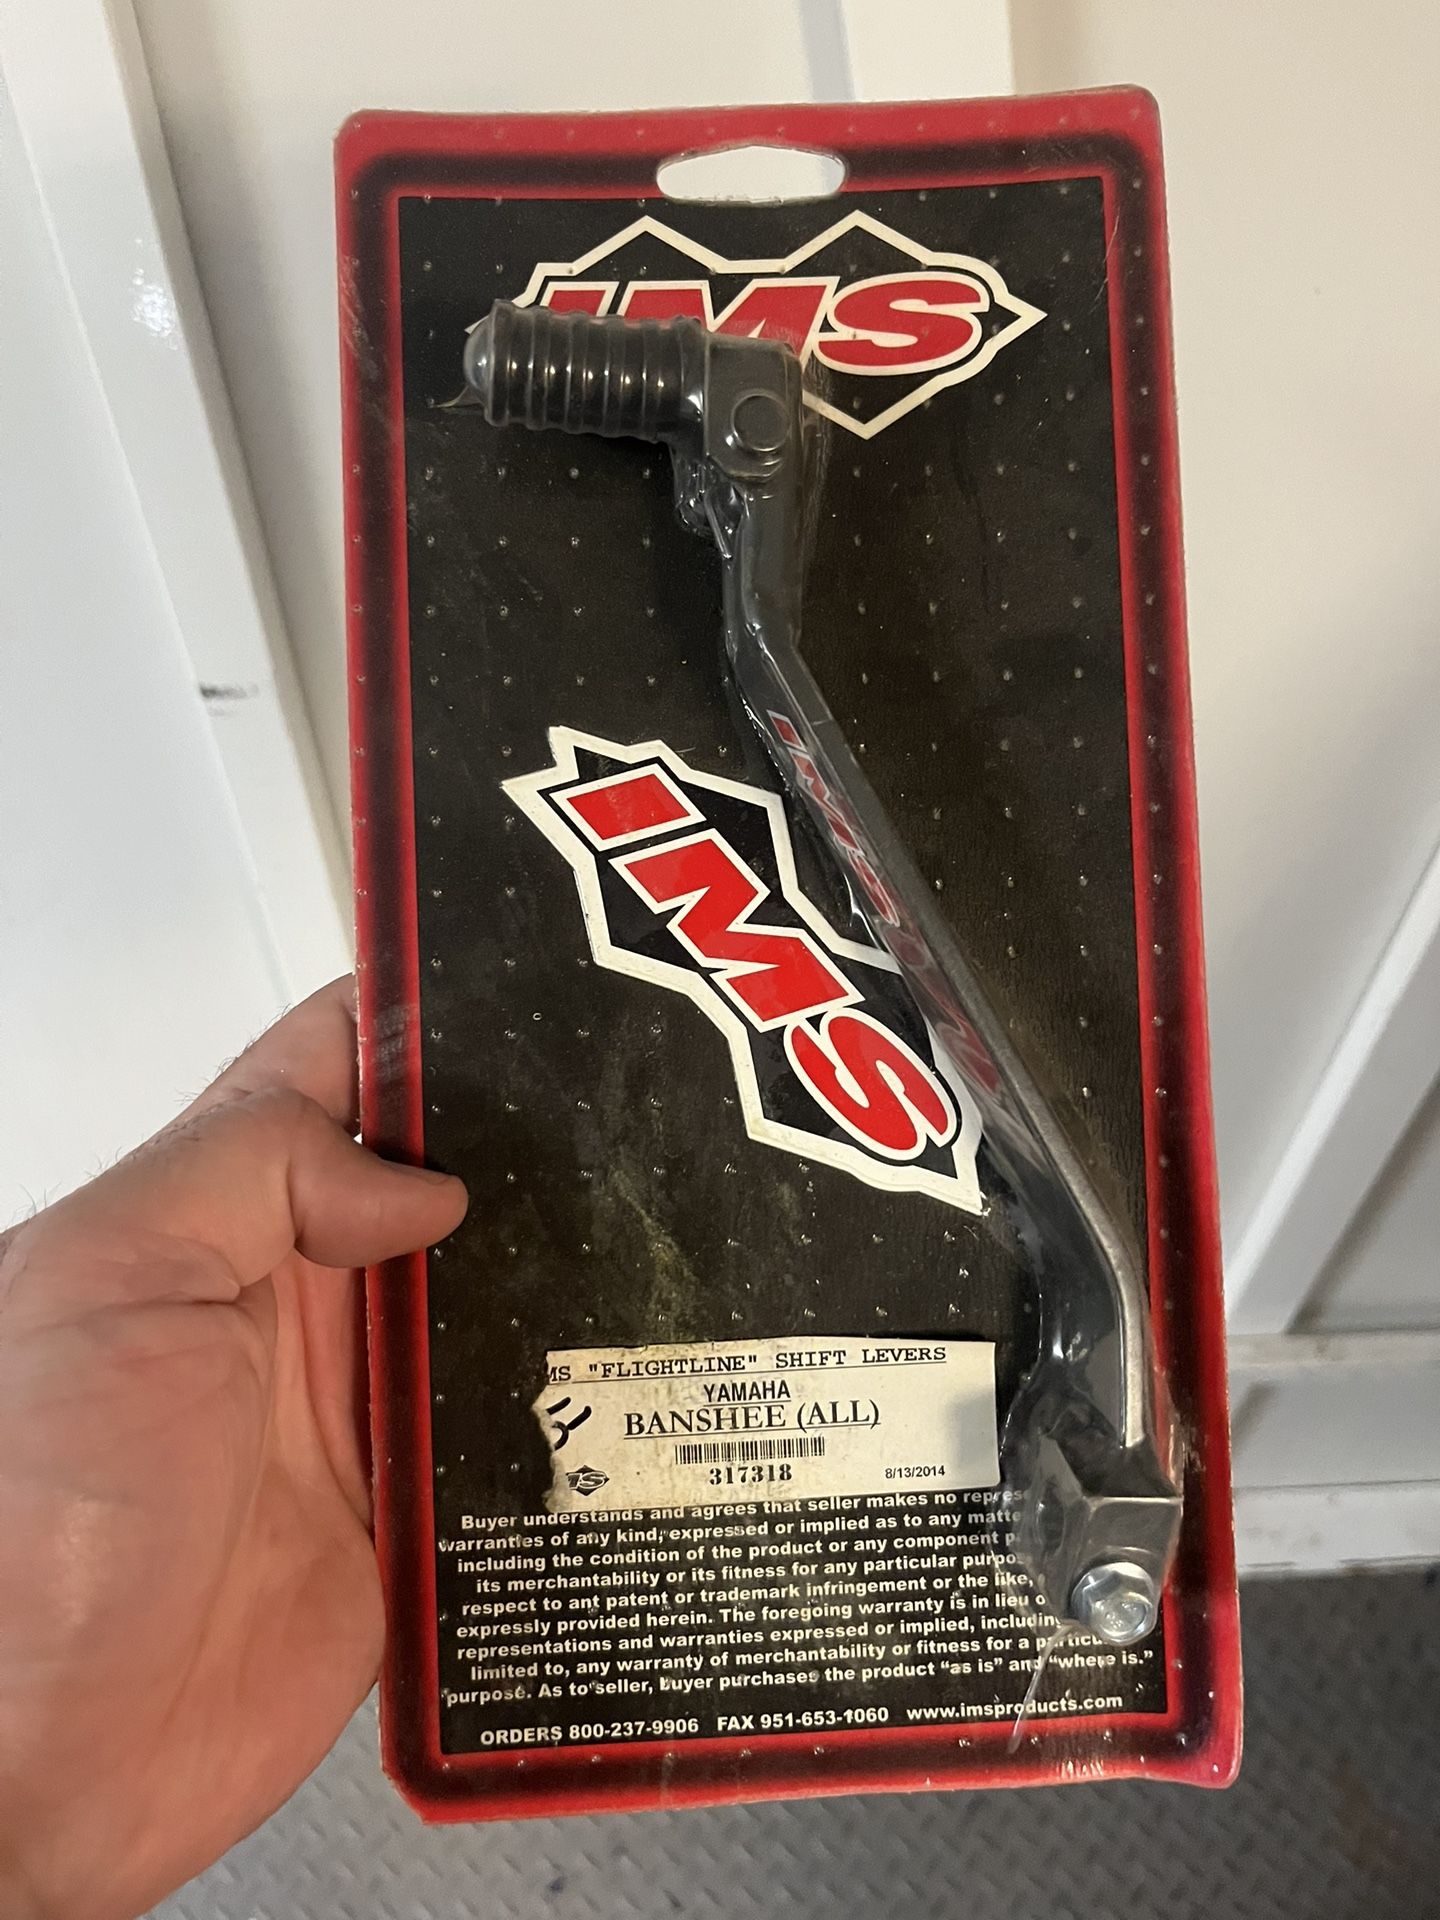 IMS
IMS
IMS
MS "FLIGHTLINE" SHIFT LEVERS
YAMAHA
BANSHEE (ALL)
317318
8/13/2014
Buyer understands and agrees that seller makes no
warranties of any kind, expressed or implied as to any
including the condition of the product or any component
its merchantability or its fitness for any particular
respect to ant patent or trademark infringement or the like,
expressly provided herein. The foregoing warranty is in lieu
representations and warranties expressed or implied,
limited to, any warranty of merchantability or fitness for a
purpose. As to seller, buyer purchases the product "as is" and "where is."
ORDERS 800-237-9906 FAX 951-653-1060 www.imsproducts.com